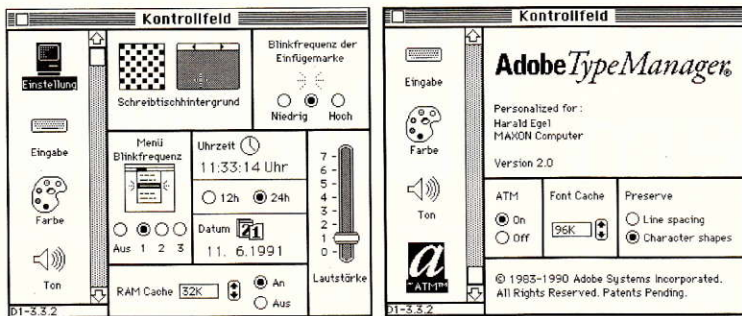 Kontrollfeld
Einstellung
Eingabe
Farbe
Ton
D1-3.3.2
Schreibtischhintergrund
Blinkfrequenz der
Einfügemarke
Niedrig Hoch
Menü
Blinkfrequenz
Aus 1 2 3
Uhrzeit
11:33:14 Uhr
12h 24h
Datum 21
11. 6.1991
7
6
5
4
3
2
1
0
Lautstärke
RAM Cache 32K
An
Aus
Kontrollfeld
Eingabe
Farbe
Ton
a
~ATM™
D1-3.3.2
Adobe Type Manager®
Personalized for :
Harald Egel
MAXON Computer
Version 2.0
ATM
On
Off
Font Cache
96K
Preserve
Line spacing
Character shapes
© 1983-1990 Adobe Systems Incorporated.
All Rights Reserved. Patents Pending.